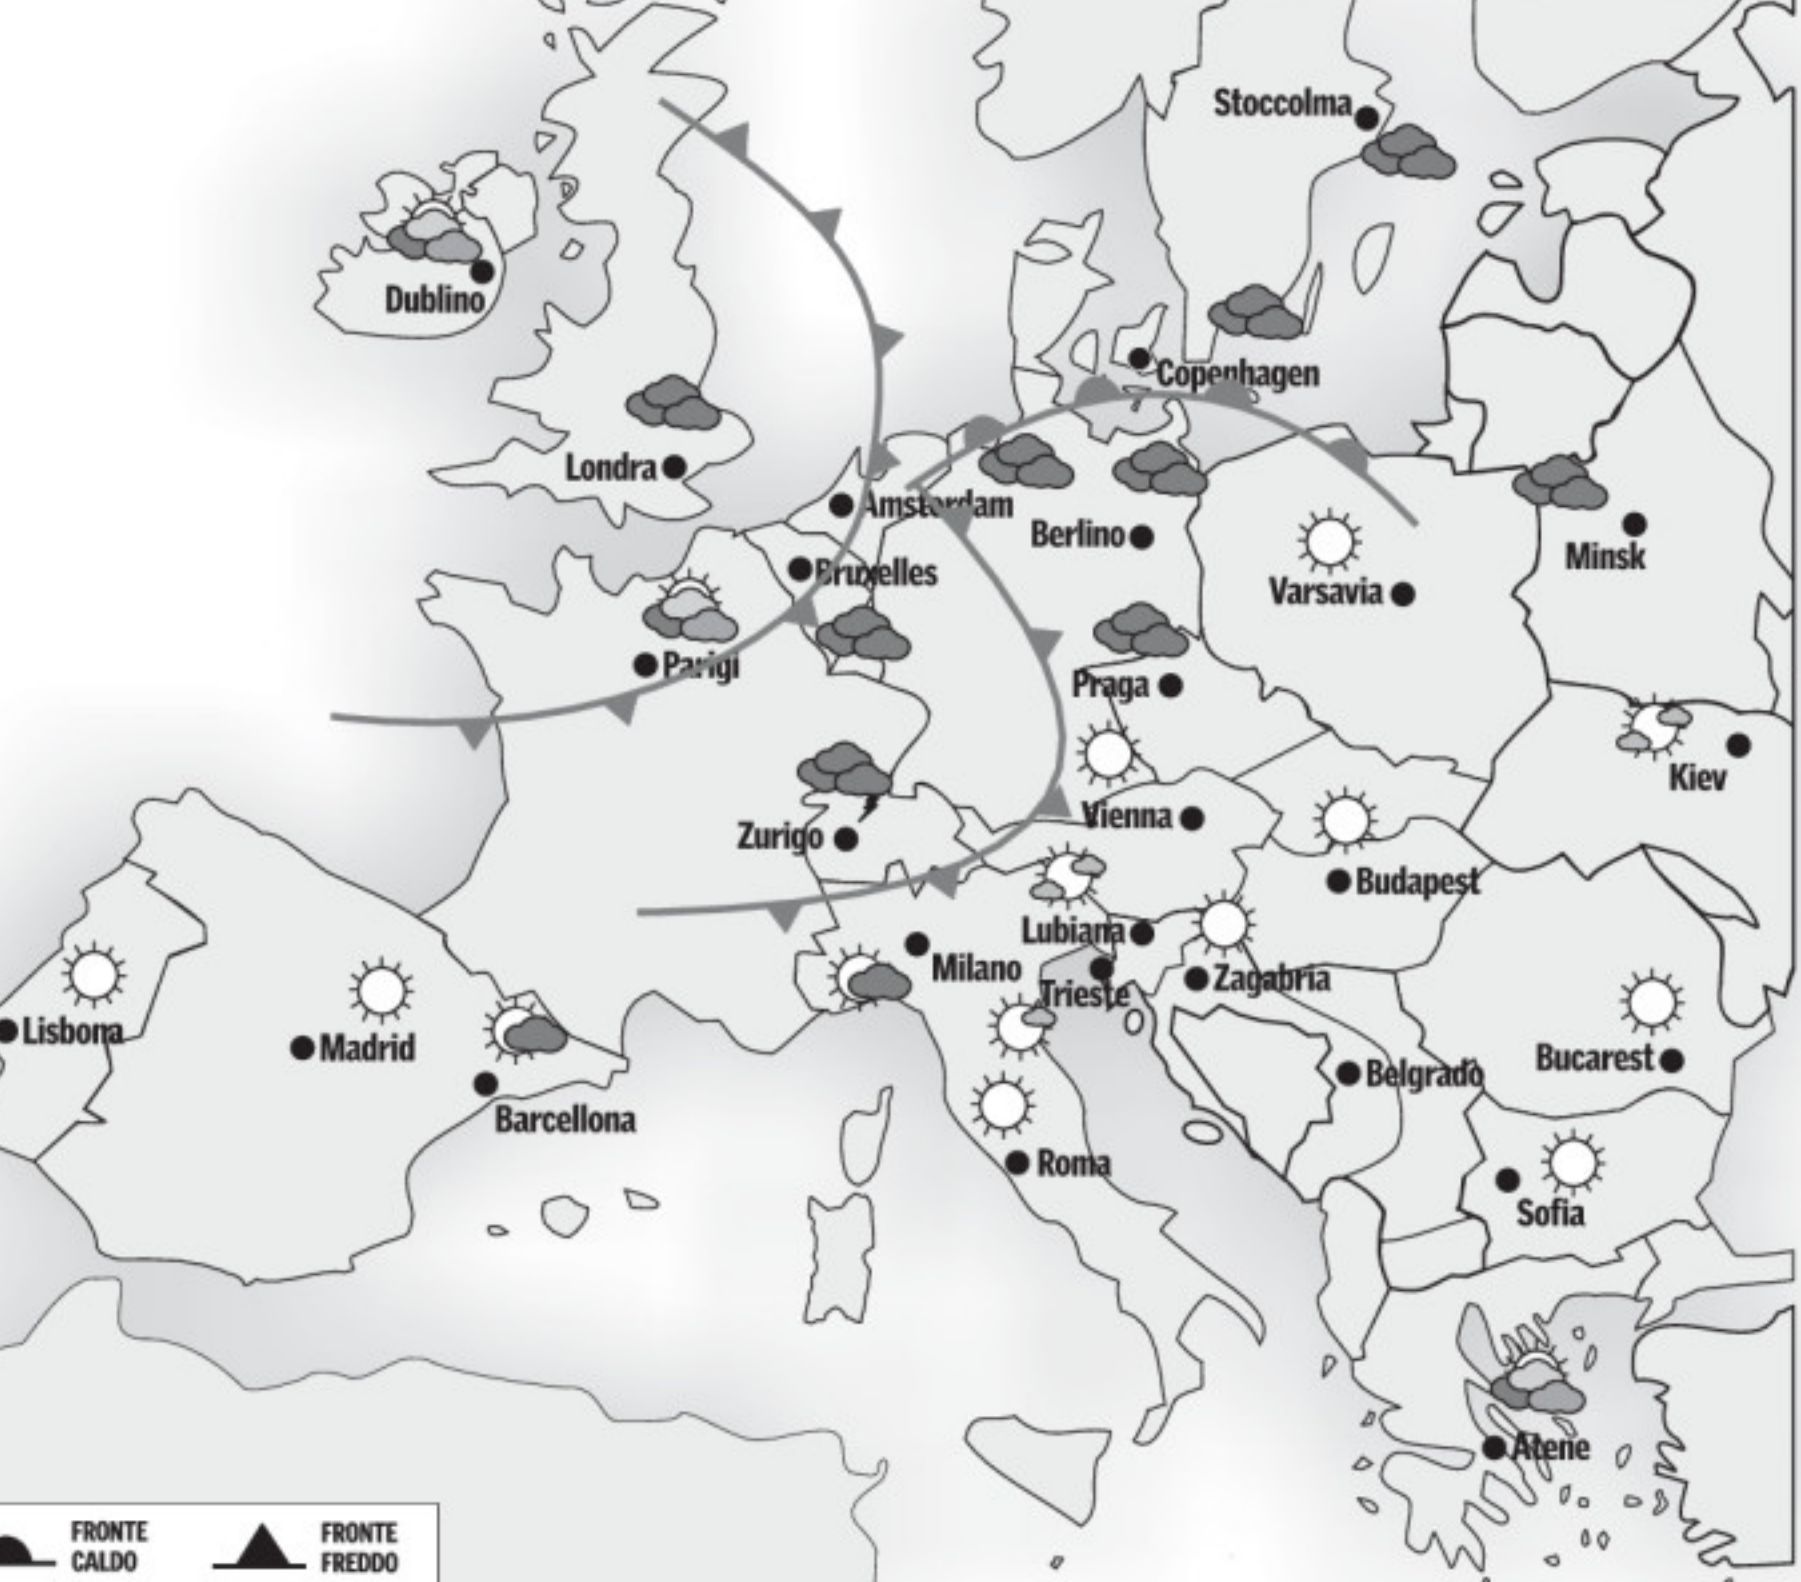 Stoccolma
Dublino
Copenhagen
Londra
Amsterdam
Berlino
Minsk
Bruxelles
Varsavia
Parigi
Praga
Kiev
Vienna
Zurigo
Budapest
Lubiana
Milano
Zagabria
Trieste
Lisbona
Madrid
Bucarest
Belgrado
Barcellona
Roma
Sofia
Atene
FRONTE
CALDO
FRONTE
FREDDO